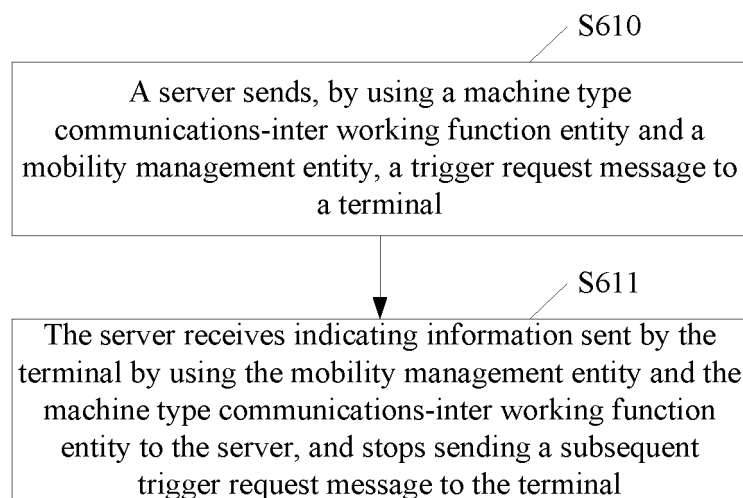 S610
A server sends, by using a machine type
communications-inter working function entity and a
mobility management entity, a trigger request message to
a terminal
S611
The server receives indicating information sent by the
terminal by using the mobility management entity and the
machine type communications-inter working function
entity to the server, and stops sending a subsequent
trigger request message to the terminal